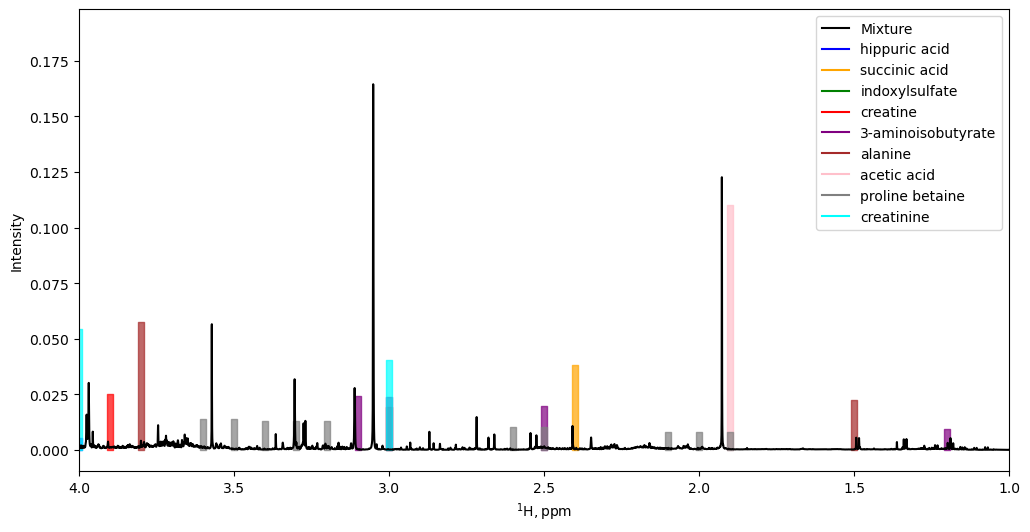 Mixture
hippuric acid
succinic acid
indoxylsulfate
creatine
3-aminoisobutyrate
alanine
acetic acid
proline betaine
creatinine
0.175
0.150
0.125
0.100
0.075
0.050
0.025
0.000
Intensity
4.0 3.5 3.0 2.5 2.0 1.5 1.0
¹H, ppm